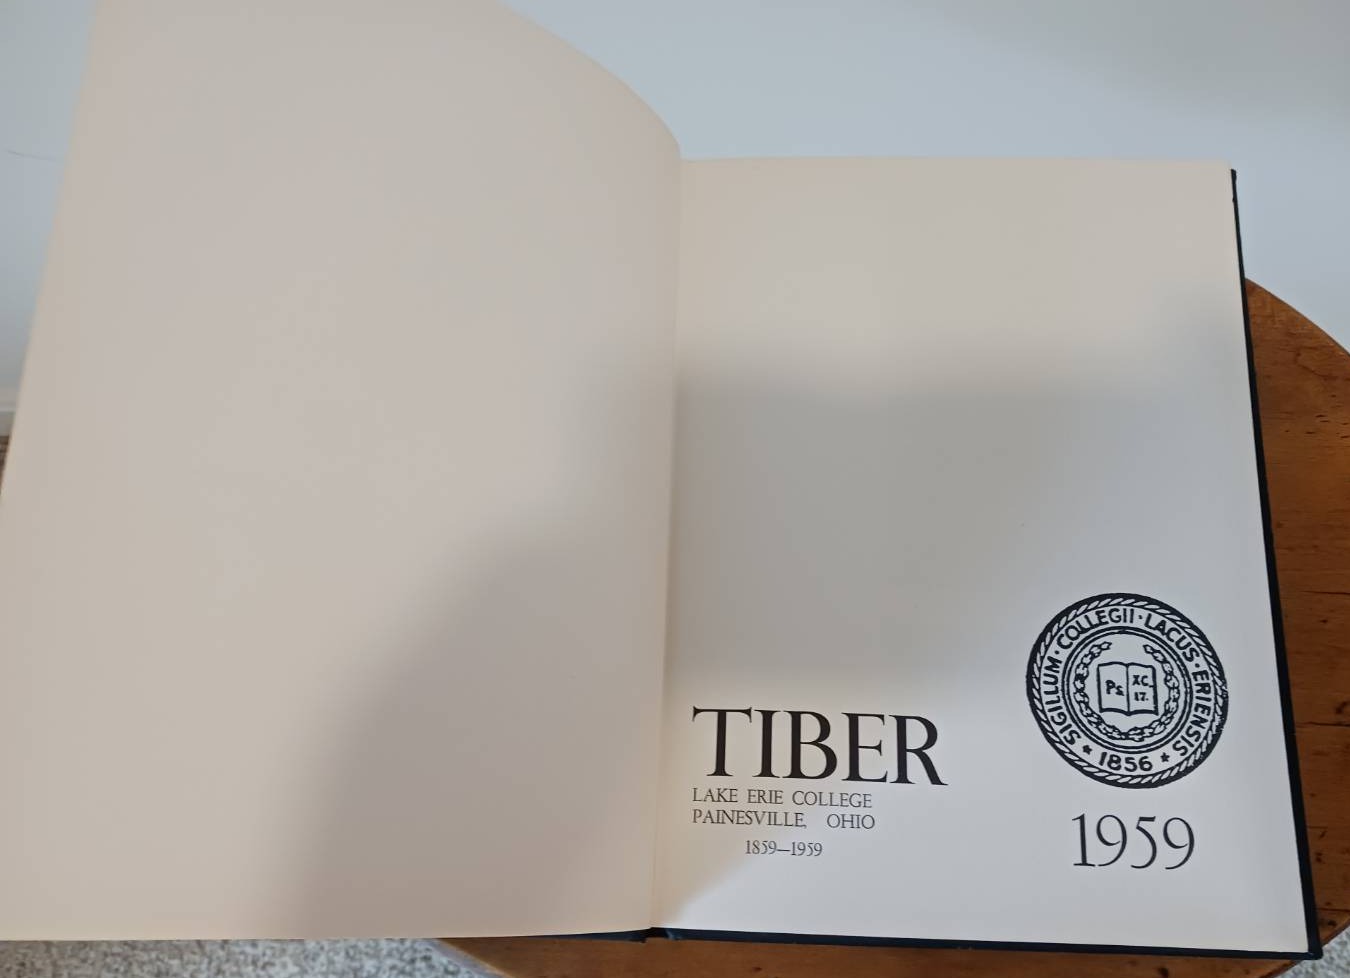 TIBER
LAKE ERIE COLLEGE
PAINESVILLE, OHIO
1859—1959
SIGILLUM · COLLEGII · LACUS · ERIENSIS
★ 1856 ★
Ps. XC.
17.
1959